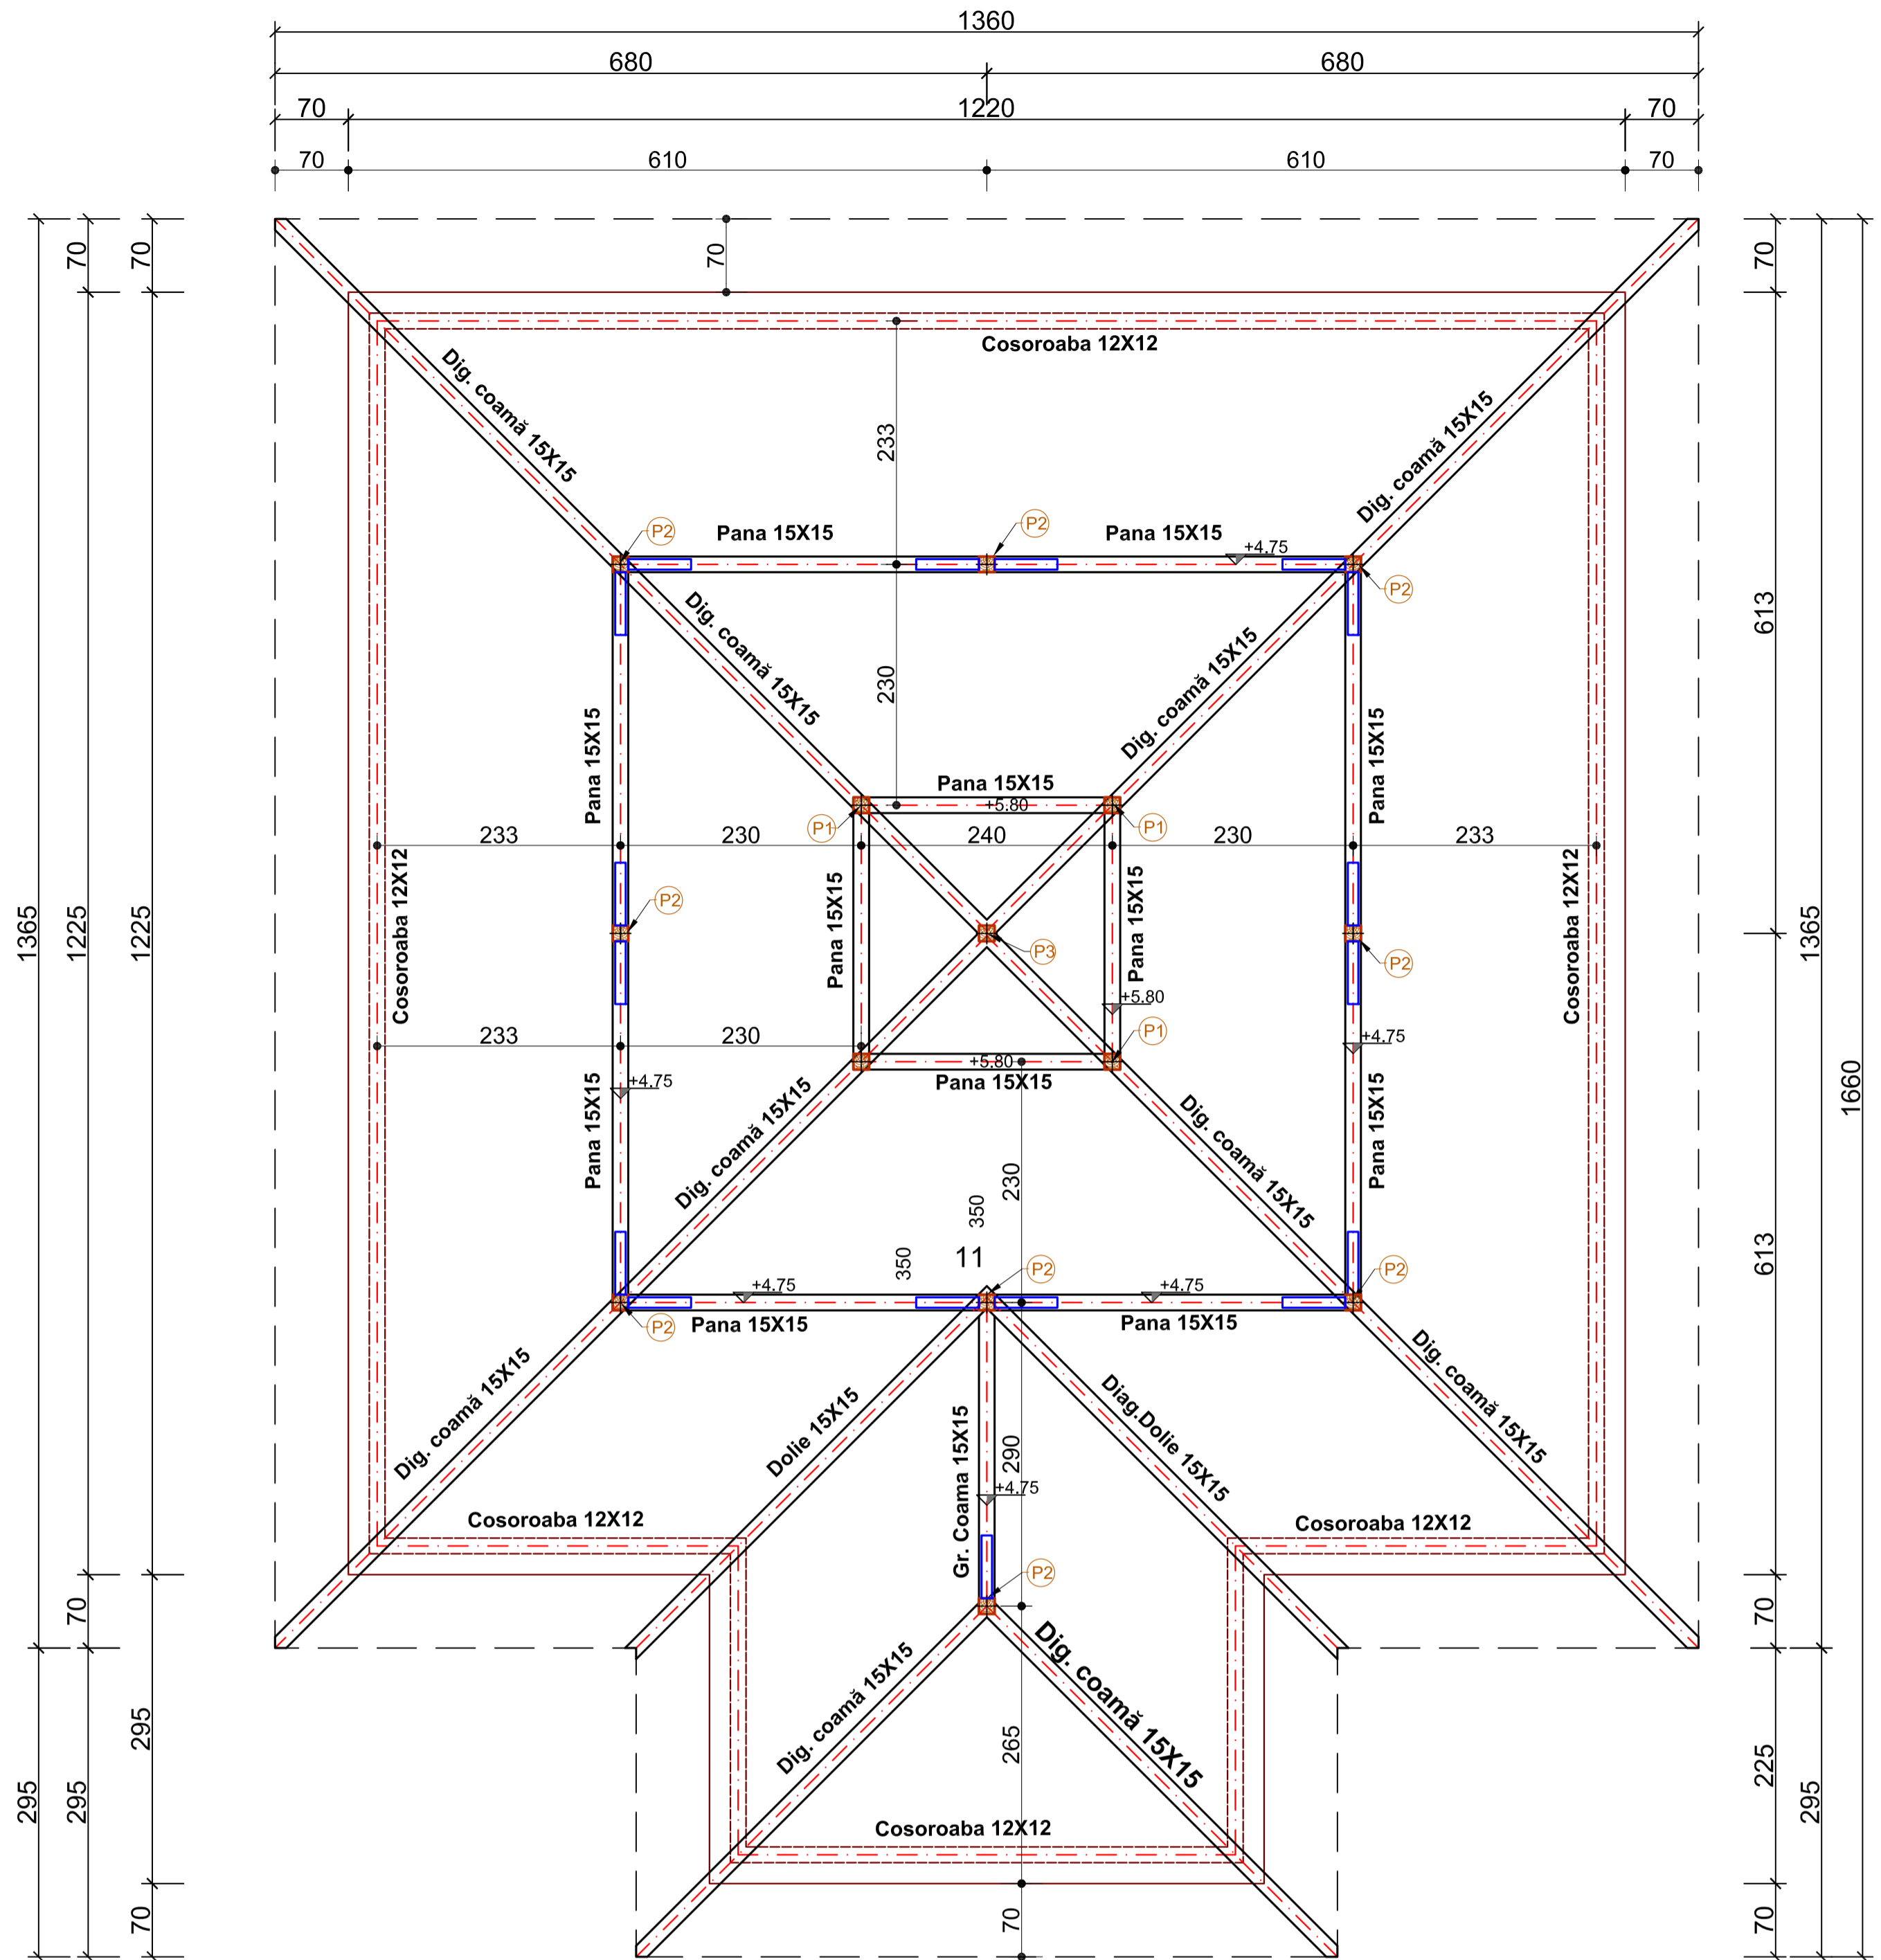 1360
680 680
70 1220 70
70 610 610 70
70 70 70 70
Cosoroaba 12X12
Dig. coamă 15X15
Dig. coamă 15X15
233
P2 Pana 15X15 P2 Pana 15X15 +4.75
P2
613
Dig. coamă 15X15
Dig. coamă 15X15
230
Pana 15X15
Pana 15X15
Pana 15X15
+5.80
P1 P1
233 230 240 230 233
Cosoroaba 12X12
Cosoroaba 12X12
Pana 15X15
Pana 15X15
P2
P3
P2
1365 1225 1225
1365
1660
+5.80
P1
+4.75
233 230
+5.80
Pana 15X15
+4.75
Pana 15X15
Pana 15X15
Dig. coamă 15X15
Dig. coamă 15X15
230
350
350
11
P2
P2
613
+4.75 +4.75
P2 Pana 15X15 Pana 15X15
Dig. coamă 15X15
Dolie 15X15
Diag.Dolie 15X15
Dig. coamă 15X15
Gr. Coama 15X15
290
+4.75
Cosoroaba 12X12 Cosoroaba 12X12
P2
70 70
Dig. coamă 15X15
Dig. coamă 15X15
265
295 295 295
225 295
Cosoroaba 12X12
70 70 70